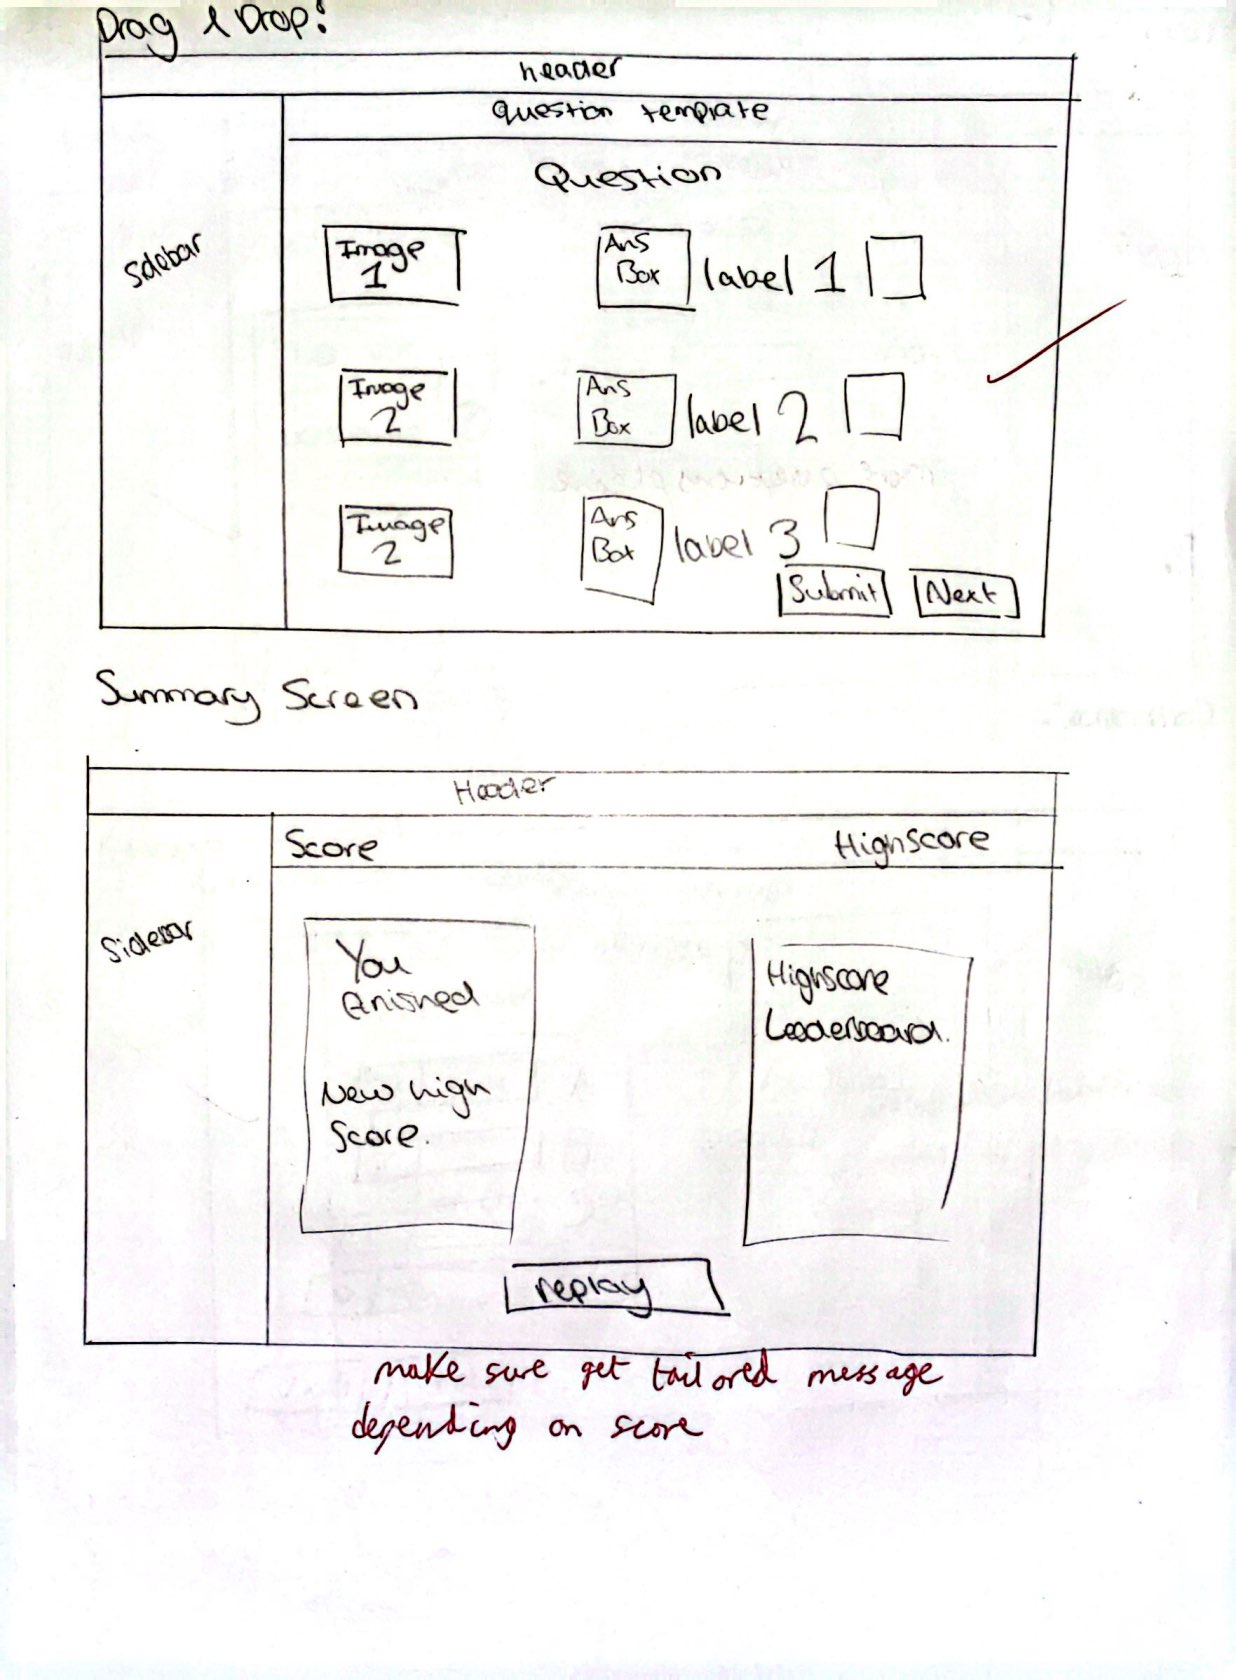 Drag & Drop:
header
question template
Question
Sidebar
Image
1
Ans
Box
label 1
Image
2
Ans
Box
label 2
Image
2
Ans
Box
label 3
Submit
Next
Summary Screen
Header
Score
Highscore
Sidebar
You
finished
New high
Score.
Highscore
Leaderboard.
replay
make sure get tailored message
depending on score